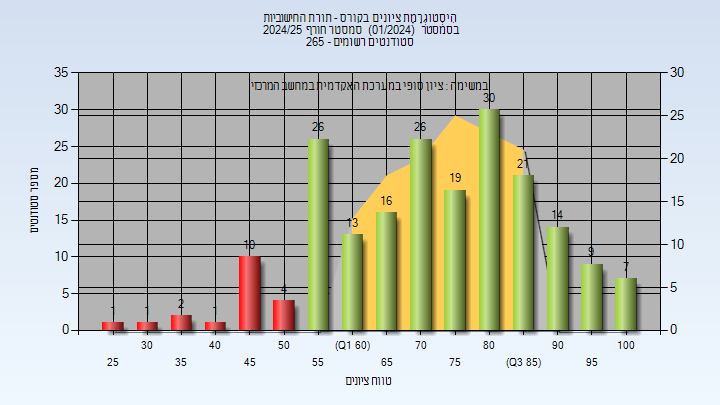 היסטוגרמת ציונים בקורס - תורת החישוביות
בסמסטר (01/2024) סמסטר חורף 2024/25
סטודנטים רשומים - 265
במשימה : ציון סופי במערכת האקדמית במחשב המרכזי
מספר סטודנטים
35 30 25 20 15 10 5 0
30 25 20 15 10 5 0
1 1 2 1 10 4 26 13 16 26 19 30 21 14 9 7
30 40 50 (Q1 60) 70 80 90 100
25 35 45 55 65 75 (Q3 85) 95
טווח ציונים